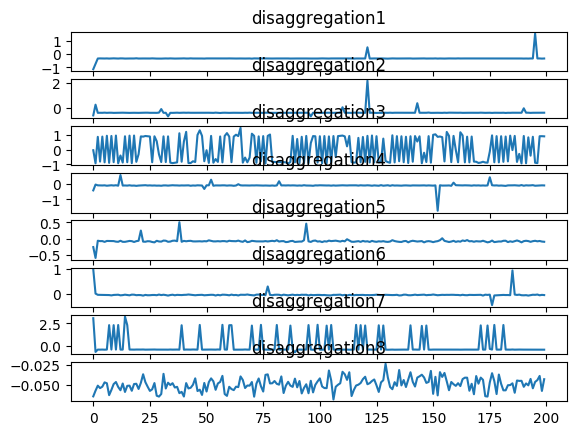 disaggregation1
1
0
−1
disaggregation2
2
0
disaggregation3
1
0
−1
disaggregation4
0
−1
disaggregation5
0.5
0.0
−0.5
disaggregation6
1
0
disaggregation7
2.5
0.0
disaggregation8
−0.025
−0.050
0 25 50 75 100 125 150 175 200